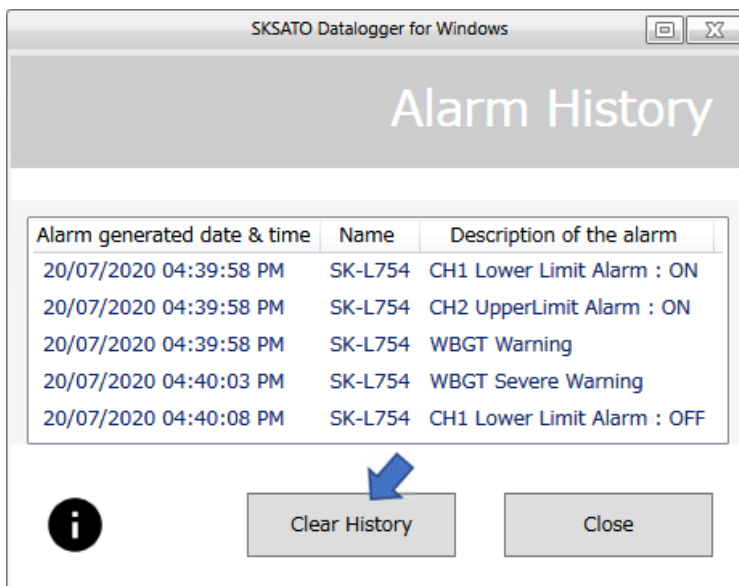 SKSATO Datalogger for Windows
Alarm History
Alarm generated date & time Name Description of the alarm
20/07/2020 04:39:58 PM SK-L754 CH1 Lower Limit Alarm : ON
20/07/2020 04:39:58 PM SK-L754 CH2 UpperLimit Alarm : ON
20/07/2020 04:39:58 PM SK-L754 WBGT Warning
20/07/2020 04:40:03 PM SK-L754 WBGT Severe Warning
20/07/2020 04:40:08 PM SK-L754 CH1 Lower Limit Alarm : OFF
Clear History Close